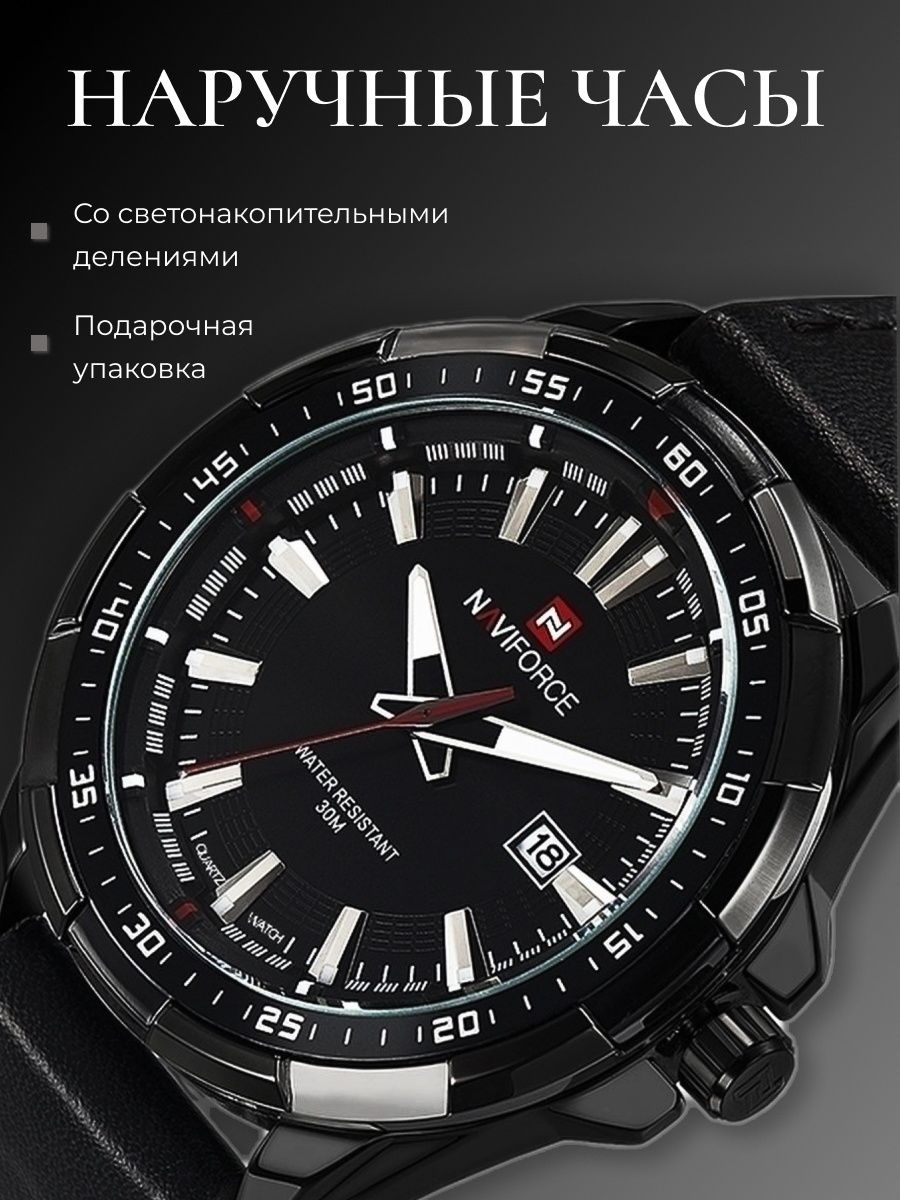 НАРУЧНЫЕ ЧАСЫ
Со светонакопительными
делениями
Подарочная
упаковка
50
55
45
60
40
05
NAVIFORCE
35
10
WATER RESISTANT
30M
18
QUARTZ
WATCH
30
15
25
20